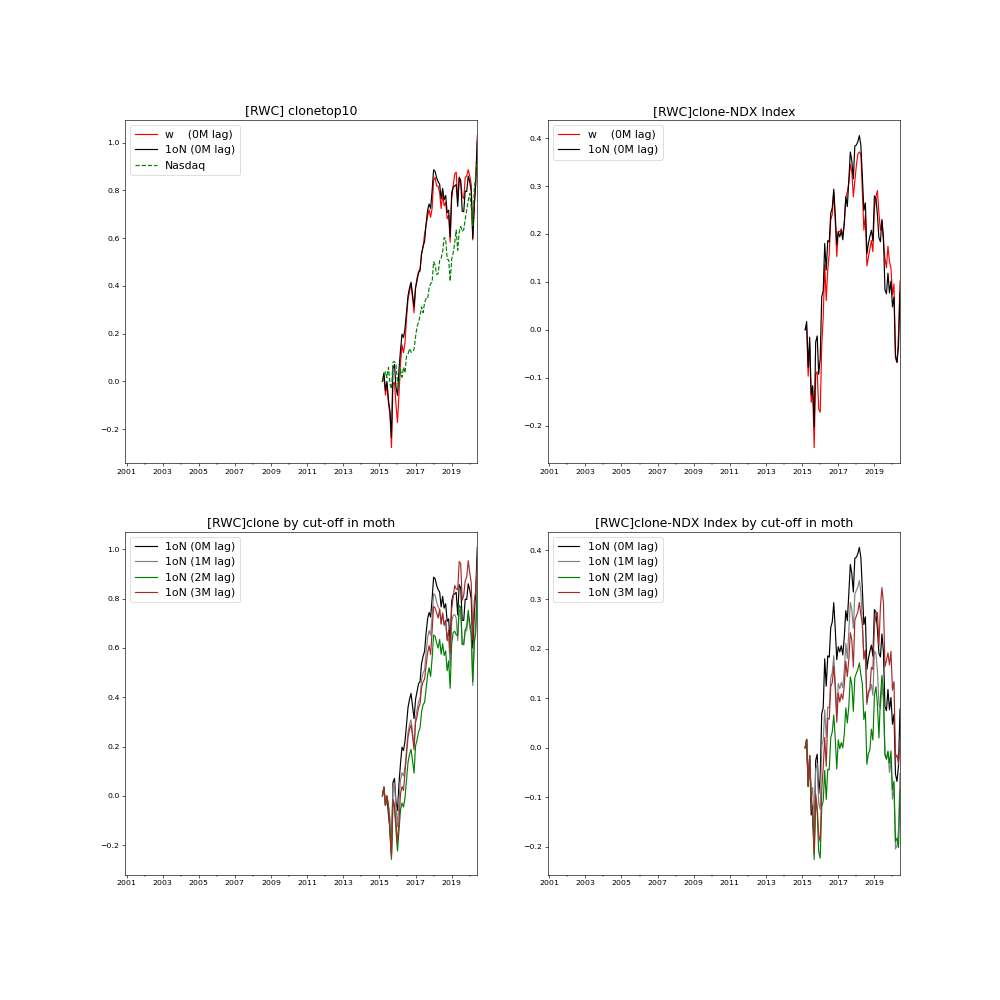 [RWC] clonetop10
w (0M lag)
1oN (0M lag)
Nasdaq
1.0
0.8
0.6
0.4
0.2
0.0
−0.2
2001 2003 2005 2007 2009 2011 2013 2015 2017 2019
[RWC]clone-NDX Index
w (0M lag)
1oN (0M lag)
0.4
0.3
0.2
0.1
0.0
−0.1
−0.2
2001 2003 2005 2007 2009 2011 2013 2015 2017 2019
[RWC]clone by cut-off in moth
1oN (0M lag)
1oN (1M lag)
1oN (2M lag)
1oN (3M lag)
1.0
0.8
0.6
0.4
0.2
0.0
−0.2
2001 2003 2005 2007 2009 2011 2013 2015 2017 2019
[RWC]clone-NDX Index by cut-off in moth
1oN (0M lag)
1oN (1M lag)
1oN (2M lag)
1oN (3M lag)
0.4
0.3
0.2
0.1
0.0
−0.1
−0.2
2001 2003 2005 2007 2009 2011 2013 2015 2017 2019